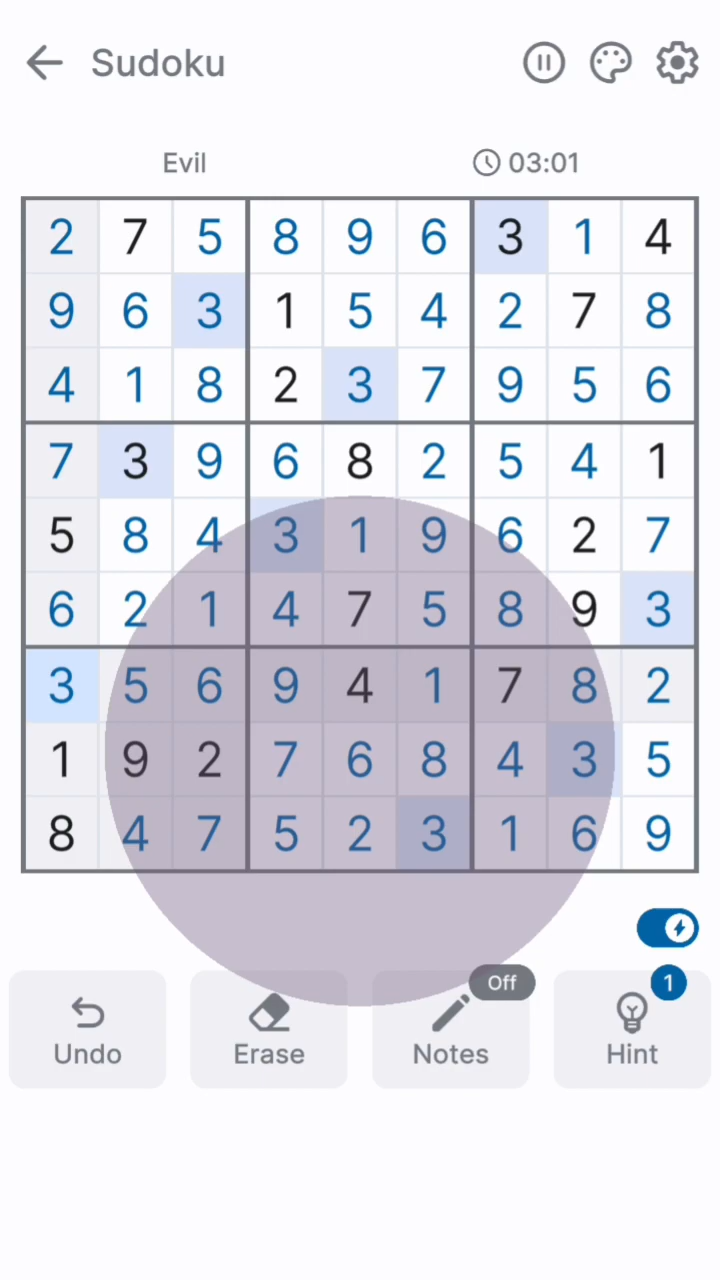 Sudoku
Evil 03:01
2 7 5 8 9 6 3 1 4
9 6 3 1 5 4 2 7 8
4 1 8 2 3 7 9 5 6
7 3 9 6 8 2 5 4 1
5 8 4 3 1 9 6 2 7
6 2 1 4 7 5 8 9 3
3 5 6 9 4 1 7 8 2
1 9 2 7 6 8 4 3 5
8 4 7 5 2 3 1 6 9
Off 1
Undo Erase Notes Hint